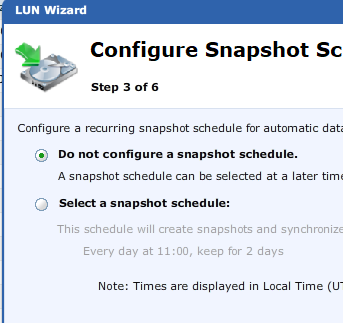 LUN Wizard
Configure Snapshot Sc
Step 3 of 6
Configure a recurring snapshot schedule for automatic data
Do not configure a snapshot schedule.
A snapshot schedule can be selected at a later time
Select a snapshot schedule:
This schedule will create snapshots and synchronize
Every day at 11:00, keep for 2 days
Note: Times are displayed in Local Time (UT